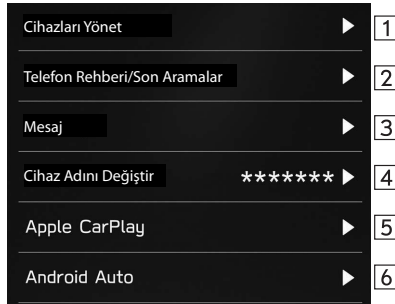 Cihazları Yönet 1
Telefon Rehberi/Son Aramalar 2
Mesaj 3
Cihaz Adını Değiştir ******* 4
Apple CarPlay 5
Android Auto 6